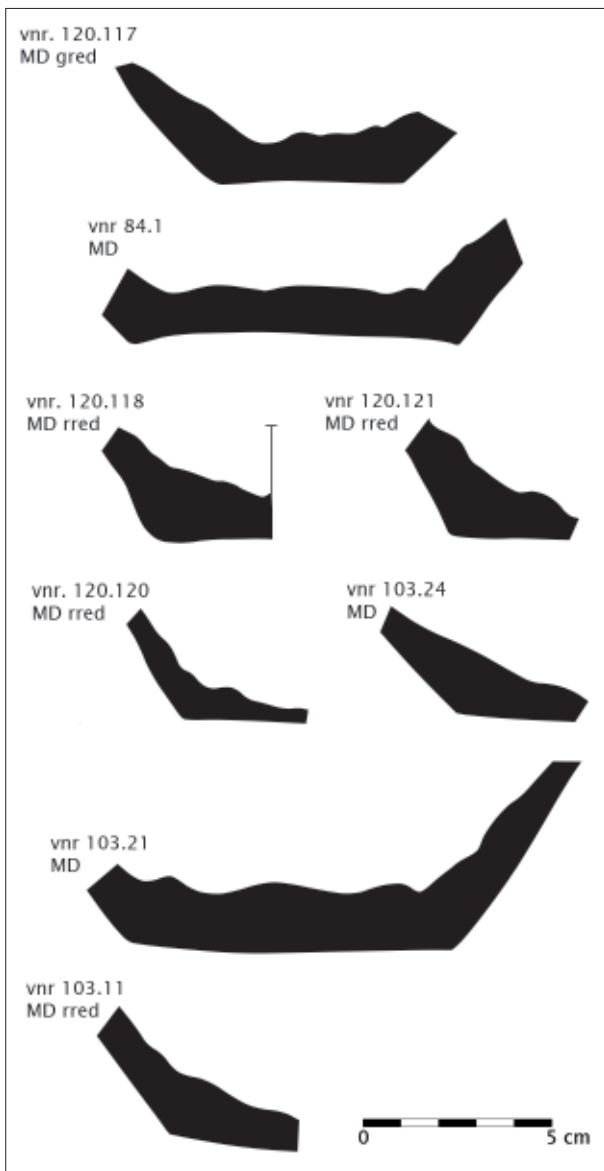 vnr. 120.117
MD gred
vnr 84.1
MD
vnr. 120.118
MD rred
vnr 120.121
MD rred
vnr. 120.120
MD rred
vnr 103.24
MD
vnr 103.21
MD
vnr 103.11
MD rred
0 5 cm